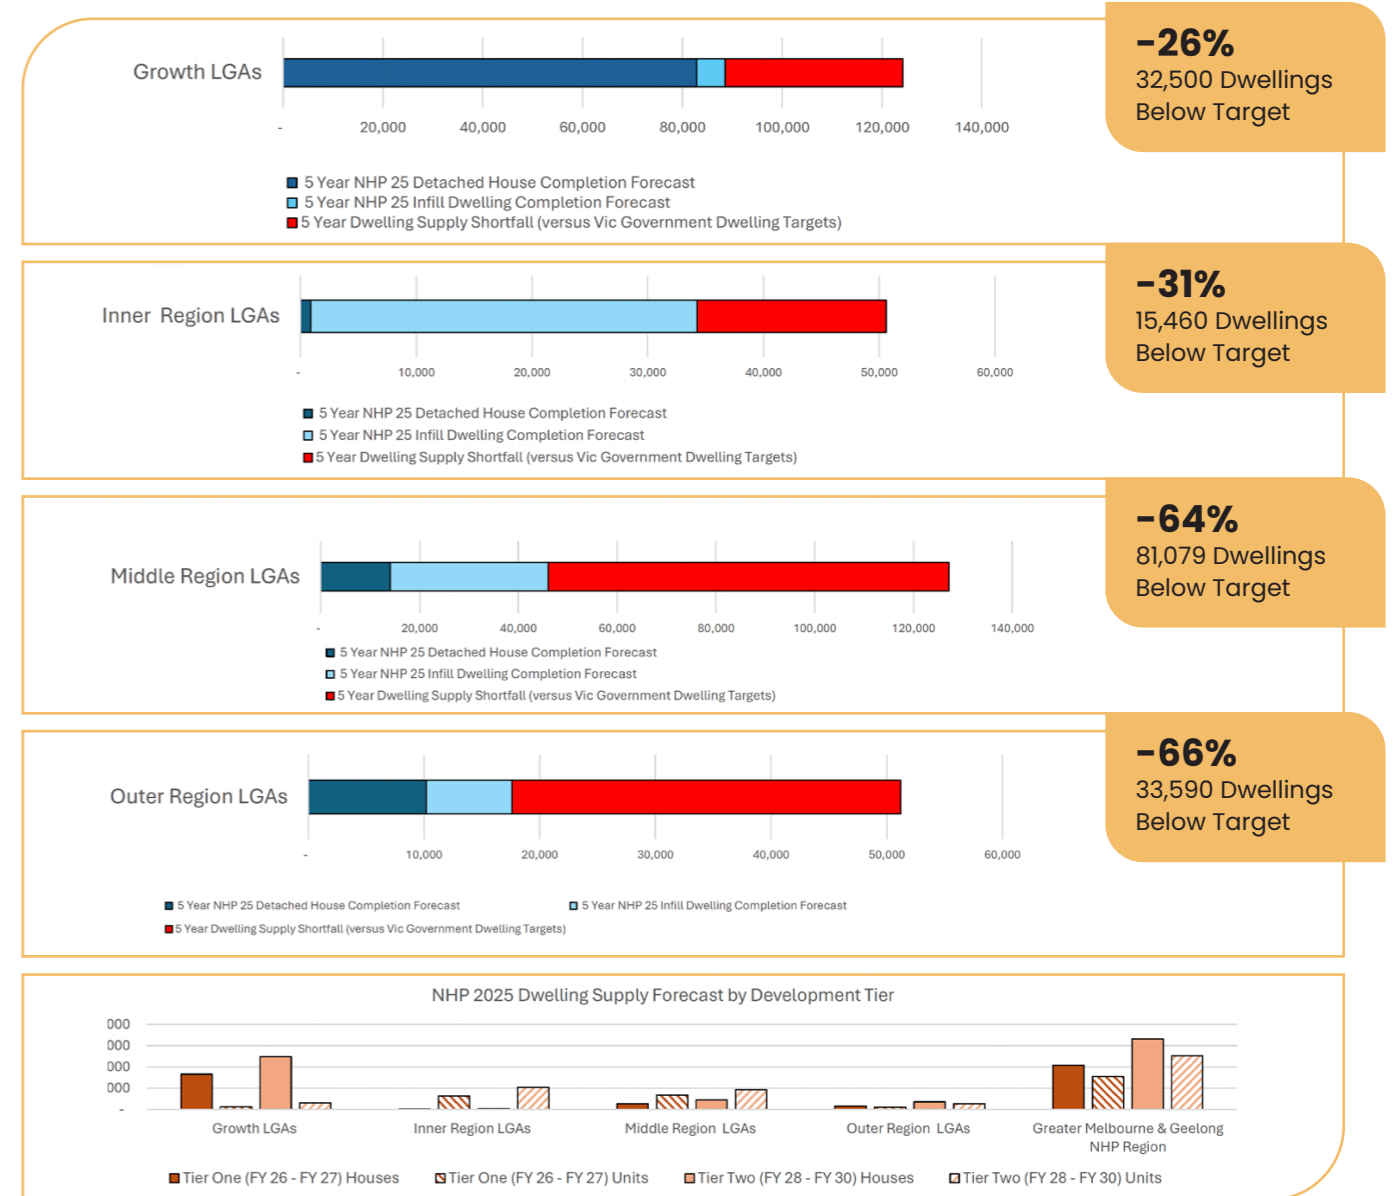 -26%
32,500 Dwellings
Below Target
Growth LGAs
- 20,000 40,000 60,000 80,000 100,000 120,000 140,000
5 Year NHP 25 Detached House Completion Forecast
5 Year NHP 25 Infill Dwelling Completion Forecast
5 Year Dwelling Supply Shortfall (versus Vic Government Dwelling Targets)
-31%
15,460 Dwellings
Below Target
Inner Region LGAs
- 10,000 20,000 30,000 40,000 50,000 60,000
5 Year NHP 25 Detached House Completion Forecast
5 Year NHP 25 Infill Dwelling Completion Forecast
5 Year Dwelling Supply Shortfall (versus Vic Government Dwelling Targets)
-64%
81,079 Dwellings
Below Target
Middle Region LGAs
- 20,000 40,000 60,000 80,000 100,000 120,000 140,000
5 Year NHP 25 Detached House Completion Forecast
5 Year NHP 25 Infill Dwelling Completion Forecast
5 Year Dwelling Supply Shortfall (versus Vic Government Dwelling Targets)
-66%
33,590 Dwellings
Below Target
Outer Region LGAs
- 10,000 20,000 30,000 40,000 50,000 60,000
5 Year NHP 25 Detached House Completion Forecast 5 Year NHP 25 Infill Dwelling Completion Forecast
5 Year Dwelling Supply Shortfall (versus Vic Government Dwelling Targets)
NHP 2025 Dwelling Supply Forecast by Development Tier
000
000
000
000
-
Growth LGAs Inner Region LGAs Middle Region LGAs Outer Region LGAs Greater Melbourne & Geelong
NHP Region
Tier One (FY 26 - FY 27) Houses Tier One (FY 26 - FY 27) Units Tier Two (FY 28 - FY 30) Houses Tier Two (FY 28 - FY 30) Units